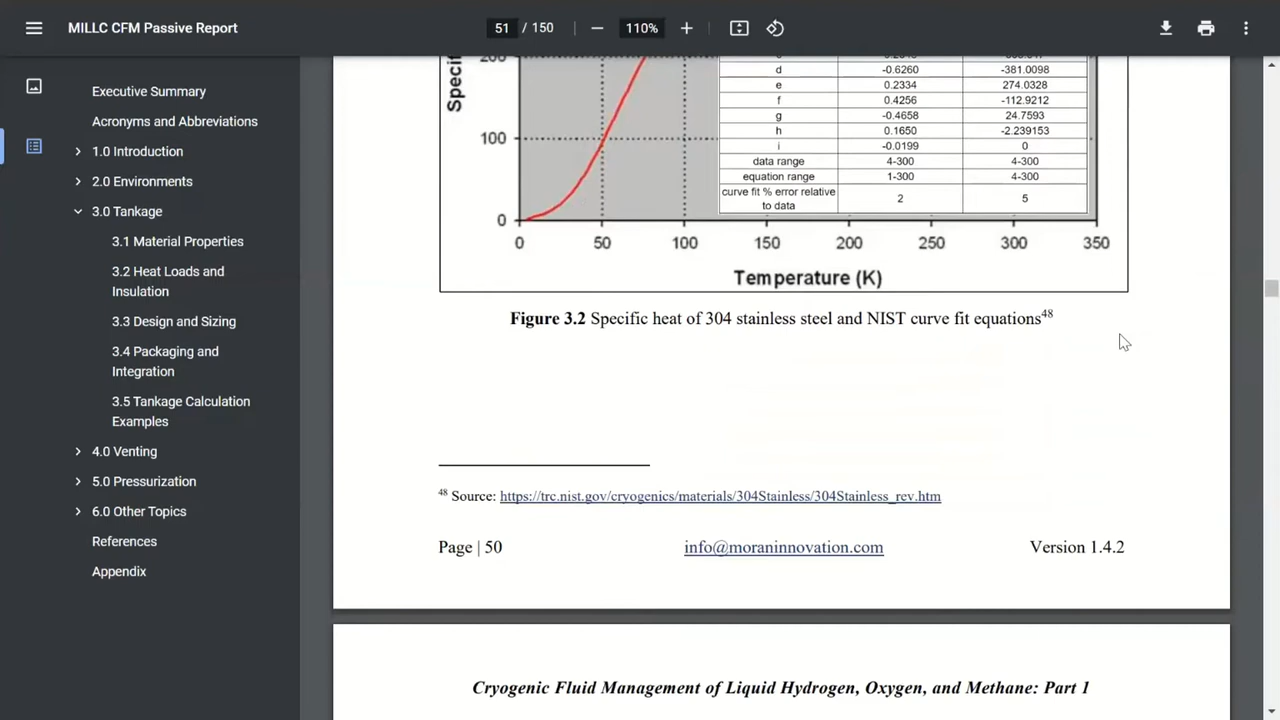 MILLC CFM Passive Report
51 / 150
110%
Executive Summary
Acronyms and Abbreviations
1.0 Introduction
2.0 Environments
3.0 Tankage
3.1 Material Properties
3.2 Heat Loads and
Insulation
3.3 Design and Sizing
3.4 Packaging and
Integration
3.5 Tankage Calculation
Examples
4.0 Venting
5.0 Pressurization
6.0 Other Topics
References
Appendix
Specifi
200
100
0
d -0.6260 -381.0098
e 0.2334 274.0328
f 0.4256 -112.9212
g -0.4658 24.7593
h 0.1650 -2.239153
i -0.0199 0
data range 4-300 4-300
equation range 1-300 4-300
curve fit % error relative
to data 2 5
0 50 100 150 200 250 300 350
Temperature (K)
Figure 3.2 Specific heat of 304 stainless steel and NIST curve fit equations48
48 Source: https://trc.nist.gov/cryogenics/materials/304Stainless/304Stainless_rev.htm
Page | 50 info@moraninnovation.com Version 1.4.2
Cryogenic Fluid Management of Liquid Hydrogen, Oxygen, and Methane: Part 1